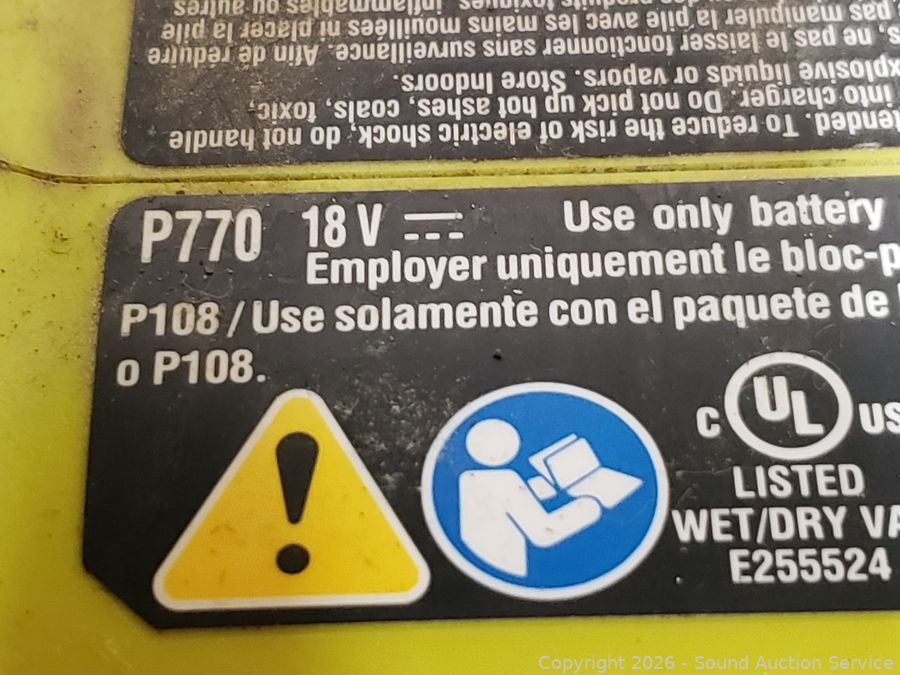 pas manipuler la pile avec les mains mouillées ni placer la pile
s, ne pas le laisser fonctionner sans surveillance. Afin de réduire
explosive liquids or vapors. Store Indoors.
into charger. Do not pick up hot ashes, coals, toxic,
tended. To reduce the risk of electric shock, do not handle
P770 18 V Use only battery
Employer uniquement le bloc-p
P108 / Use solamente con el paquete de
o P108.
C UL US
LISTED
WET/DRY VA
E255524
Copyright 2026 - Sound Auction Service